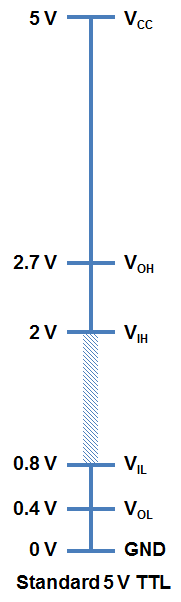 5 V VCC
2.7 V VOH
2 V VIH
0.8 V VIL
0.4 V VOL
0 V GND
Standard 5 V TTL